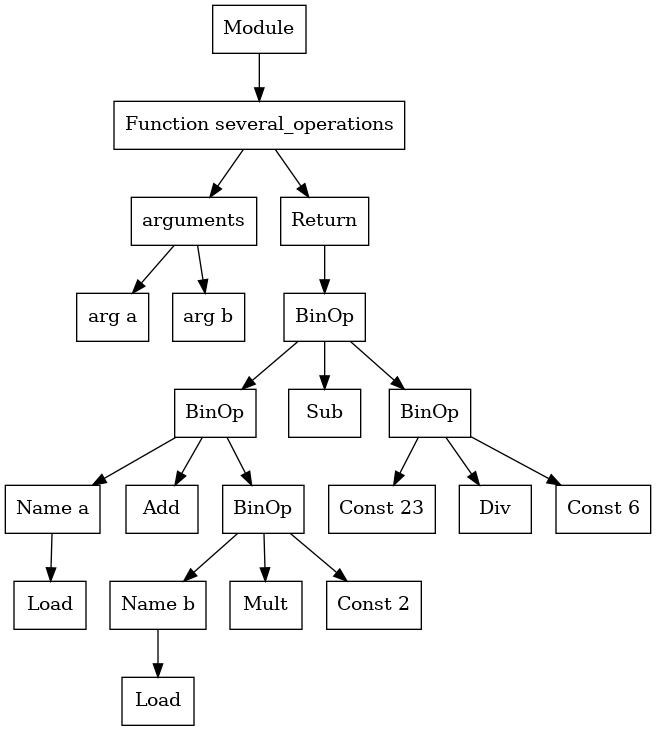 Module
Function several_operations
arguments
Return
arg a
arg b
BinOp
BinOp
Sub
BinOp
Name a
Add
BinOp
Const 23
Div
Const 6
Load
Name b
Mult
Const 2
Load